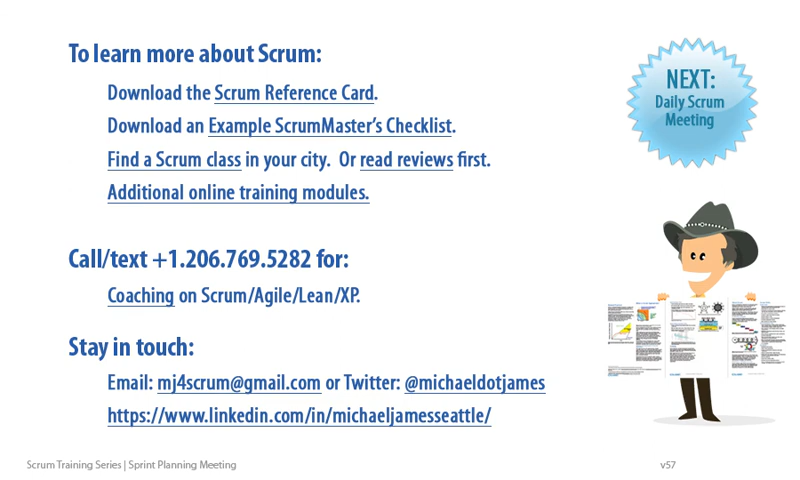 To learn more about Scrum:
Download the Scrum Reference Card.
Download an Example ScrumMaster's Checklist.
Find a Scrum class in your city.  Or read reviews first.
Additional online training modules.
Call/text +1.206.769.5282 for:
Coaching on Scrum/Agile/Lean/XP.
Stay in touch:
Email: mj4scrum@gmail.com or Twitter: @michaeldotjames
https://www.linkedin.com/in/michaeljamesseattle/
NEXT:
Daily Scrum
Meeting
Scrum Training Series | Sprint Planning Meeting
v57